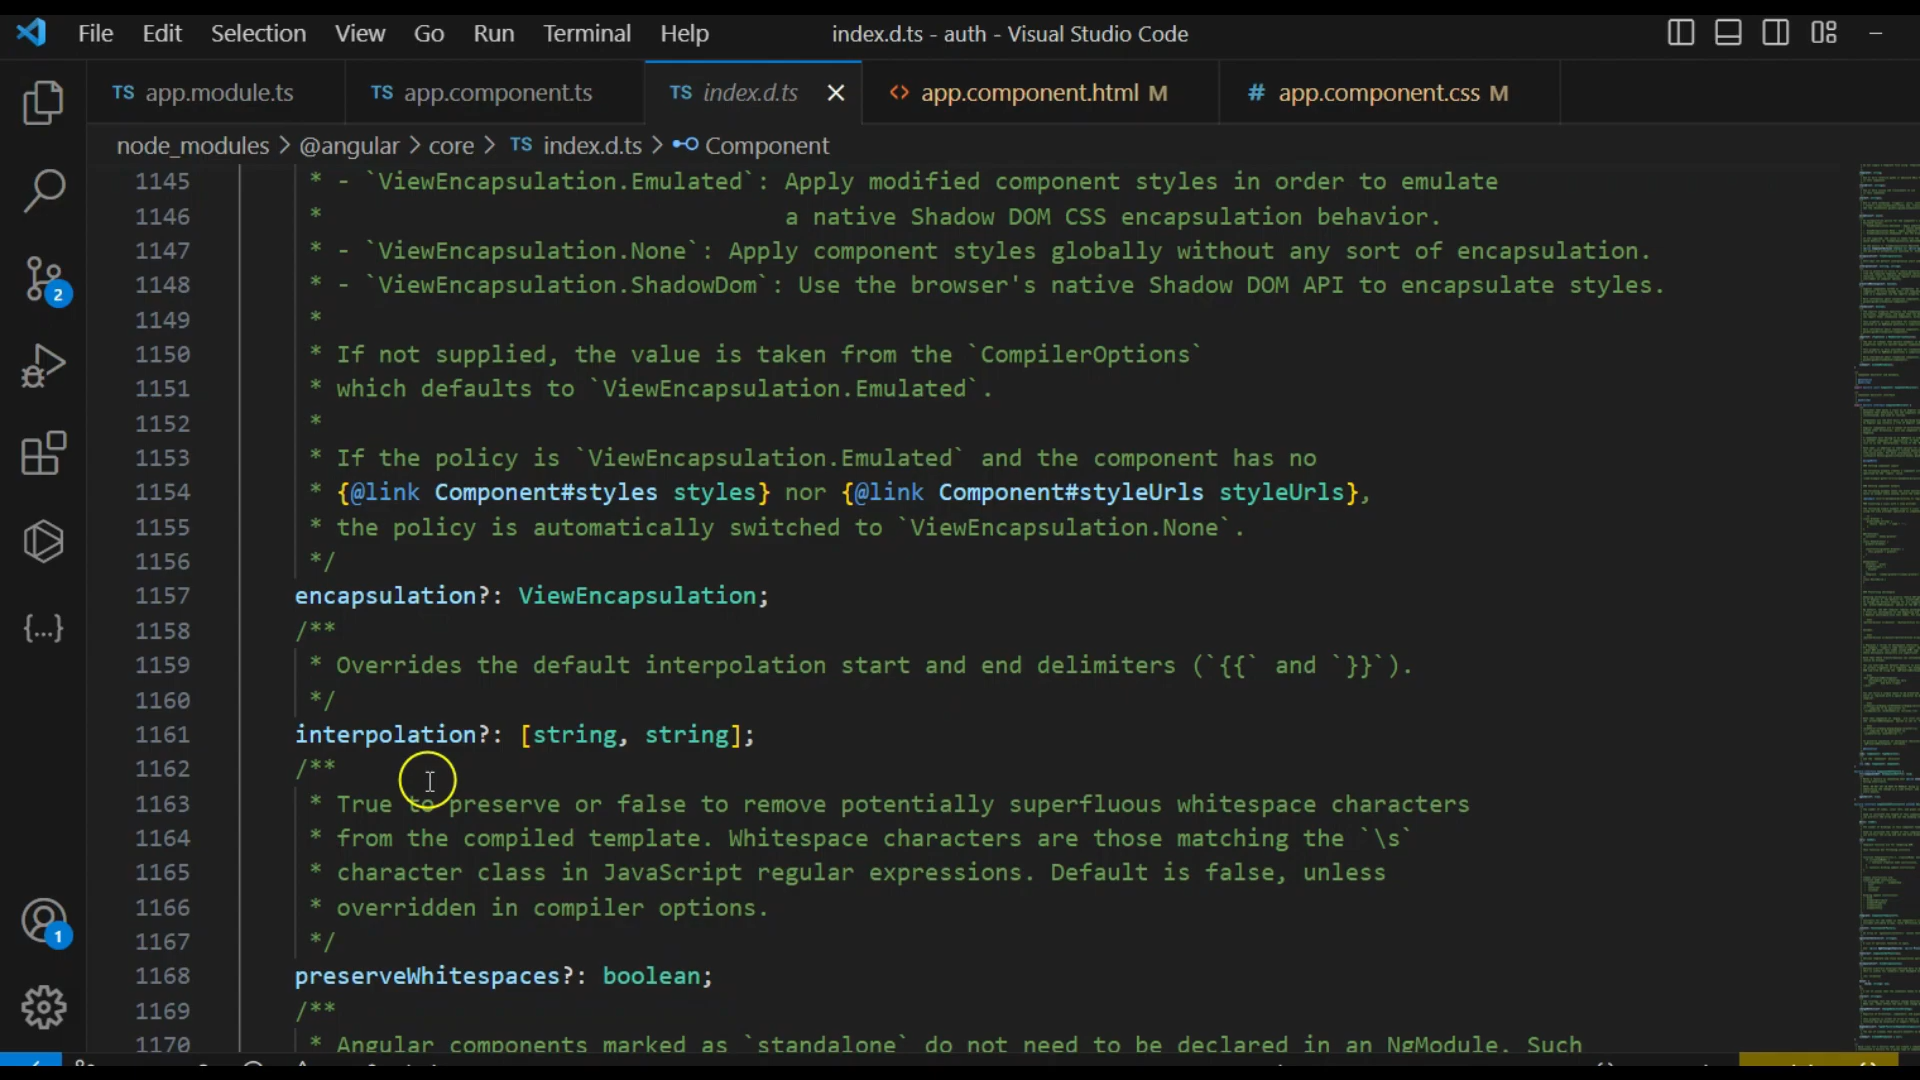 File Edit Selection View Go Run Terminal Help index.d.ts - auth - Visual Studio Code
TS app.module.ts TS app.component.ts TS index.d.ts <> app.component.html M # app.component.css M
node_modules > @angular > core > TS index.d.ts > Component
1145 * - `ViewEncapsulation.Emulated`: Apply modified component styles in order to emulate
1146 * a native Shadow DOM CSS encapsulation behavior.
1147 * - `ViewEncapsulation.None`: Apply component styles globally without any sort of encapsulation.
1148 * - `ViewEncapsulation.ShadowDom`: Use the browser's native Shadow DOM API to encapsulate styles.
1149 *
1150 * If not supplied, the value is taken from the `CompilerOptions`
1151 * which defaults to `ViewEncapsulation.Emulated`.
1152 *
1153 * If the policy is `ViewEncapsulation.Emulated` and the component has no
1154 * {@link Component#styles styles} nor {@link Component#styleUrls styleUrls},
1155 * the policy is automatically switched to `ViewEncapsulation.None`.
1156 */
1157 encapsulation?: ViewEncapsulation;
1158 /**
1159 * Overrides the default interpolation start and end delimiters (`{{` and `}}`).
1160 */
1161 interpolation?: [string, string];
1162 /**
1163 * True to preserve or false to remove potentially superfluous whitespace characters
1164 * from the compiled template. Whitespace characters are those matching the `\s`
1165 * character class in JavaScript regular expressions. Default is false, unless
1166 * overridden in compiler options.
1167 */
1168 preserveWhitespaces?: boolean;
1169 /**
1170 * Angular components marked as `standalone` do not need to be declared in an NgModule. Such
2
1